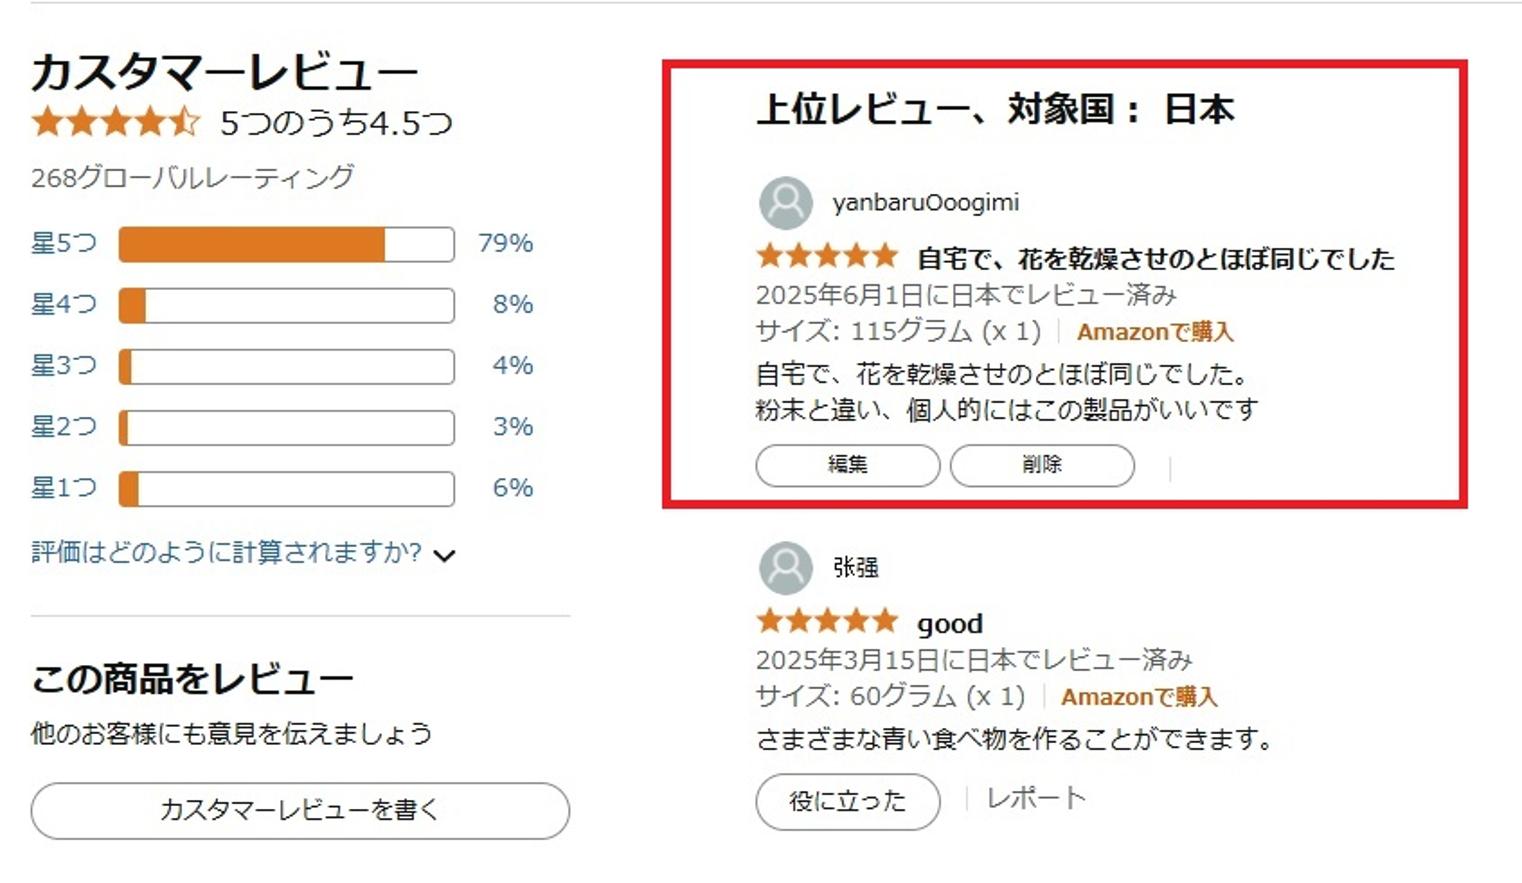 カスタマーレビュー
5つのうち4.5つ
268グローバルレーティング
星5つ 79%
星4つ 8%
星3つ 4%
星2つ 3%
星1つ 6%
評価はどのように計算されますか?
この商品をレビュー
他のお客様にも意見を伝えましょう
カスタマーレビューを書く
上位レビュー、対象国： 日本
yanbaruOoogimi
自宅で、花を乾燥させのとほぼ同じでした
2025年6月1日に日本でレビュー済み
サイズ: 115グラム (x 1) Amazonで購入
自宅で、花を乾燥させのとほぼ同じでした。
粉末と違い、個人的にはこの製品がいいです
編集 削除
张强
good
2025年3月15日に日本でレビュー済み
サイズ: 60グラム (x 1) Amazonで購入
さまざまな青い食べ物を作ることができます。
役に立った レポート